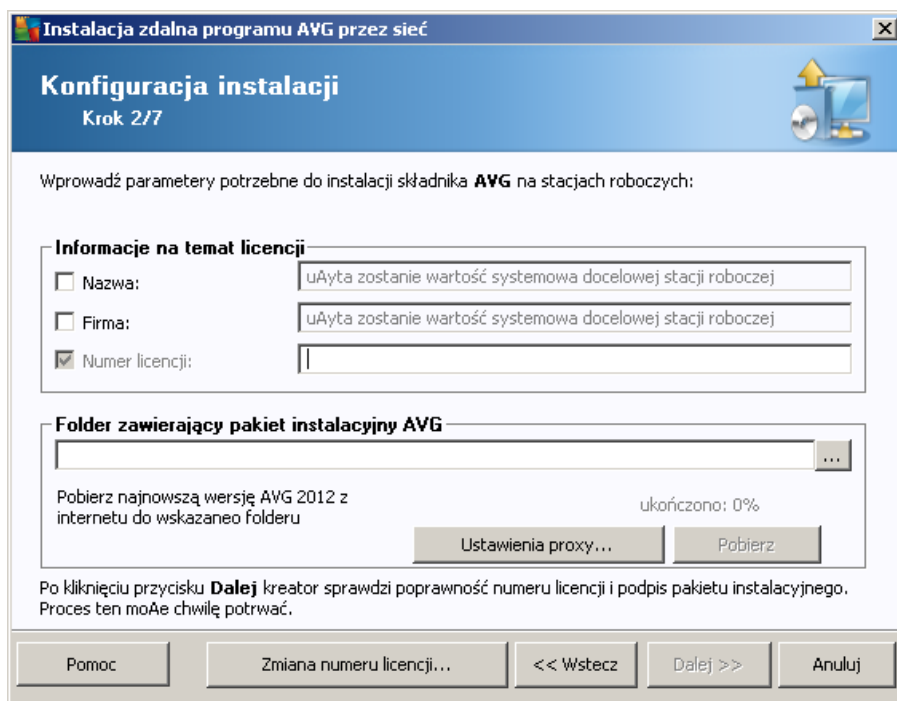 Instalacja zdalna programu AVG przez sieć
Konfiguracja instalacji
Krok 2/7
Wprowadź parametery potrzebne do instalacji składnika AVG na stacjach roboczych:
Informacje na temat licencji
Nazwa:
uAyta zostanie wartość systemowa docelowej stacji roboczej
Firma:
uAyta zostanie wartość systemowa docelowej stacji roboczej
Numer licencji:
Folder zawierający pakiet instalacyjny AVG
...
Pobierz najnowszą wersję AVG 2012 z
internetu do wskazaneo folderu
ukończono: 0%
Ustawienia proxy...
Pobierz
Po kliknięciu przycisku Dalej kreator sprawdzi poprawność numeru licencji i podpis pakietu instalacyjnego.
Proces ten moAe chwilę potrwać.
Pomoc
Zmiana numeru licencji...
<< Wstecz
Dalej >>
Anuluj